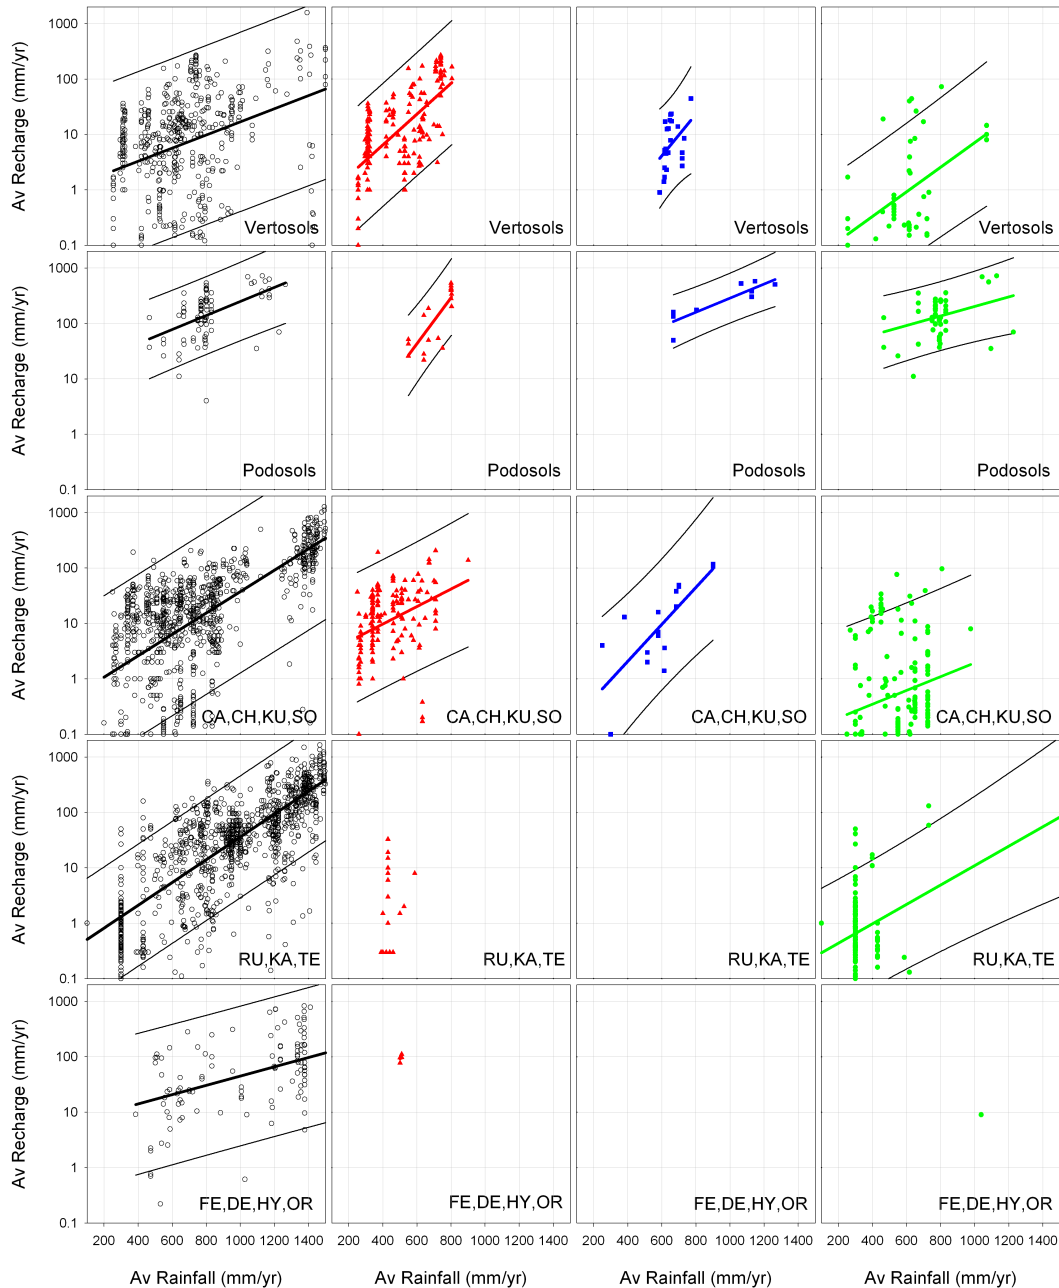 1000
100
10
1
0.1
Av Recharge (mm/yr)
Vertosols
Vertosols
Vertosols
Vertosols
1000
100
10
1
0.1
Av Recharge (mm/yr)
Podosols
Podosols
Podosols
Podosols
1000
100
10
1
0.1
Av Recharge (mm/yr)
CA,CH,KU,SO
CA,CH,KU,SO
CA,CH,KU,SO
CA,CH,KU,SO
1000
100
10
1
0.1
Av Recharge (mm/yr)
RU,KA,TE
RU,KA,TE
RU,KA,TE
RU,KA,TE
1000
100
10
1
0.1
Av Recharge (mm/yr)
FE,DE,HY,OR
FE,DE,HY,OR
FE,DE,HY,OR
FE,DE,HY,OR
200 400 600 800 1000 1200 1400
200 400 600 800 1000 1200 1400
200 400 600 800 1000 1200 1400
200 400 600 800 1000 1200 1400
Av Rainfall (mm/yr)
Av Rainfall (mm/yr)
Av Rainfall (mm/yr)
Av Rainfall (mm/yr)